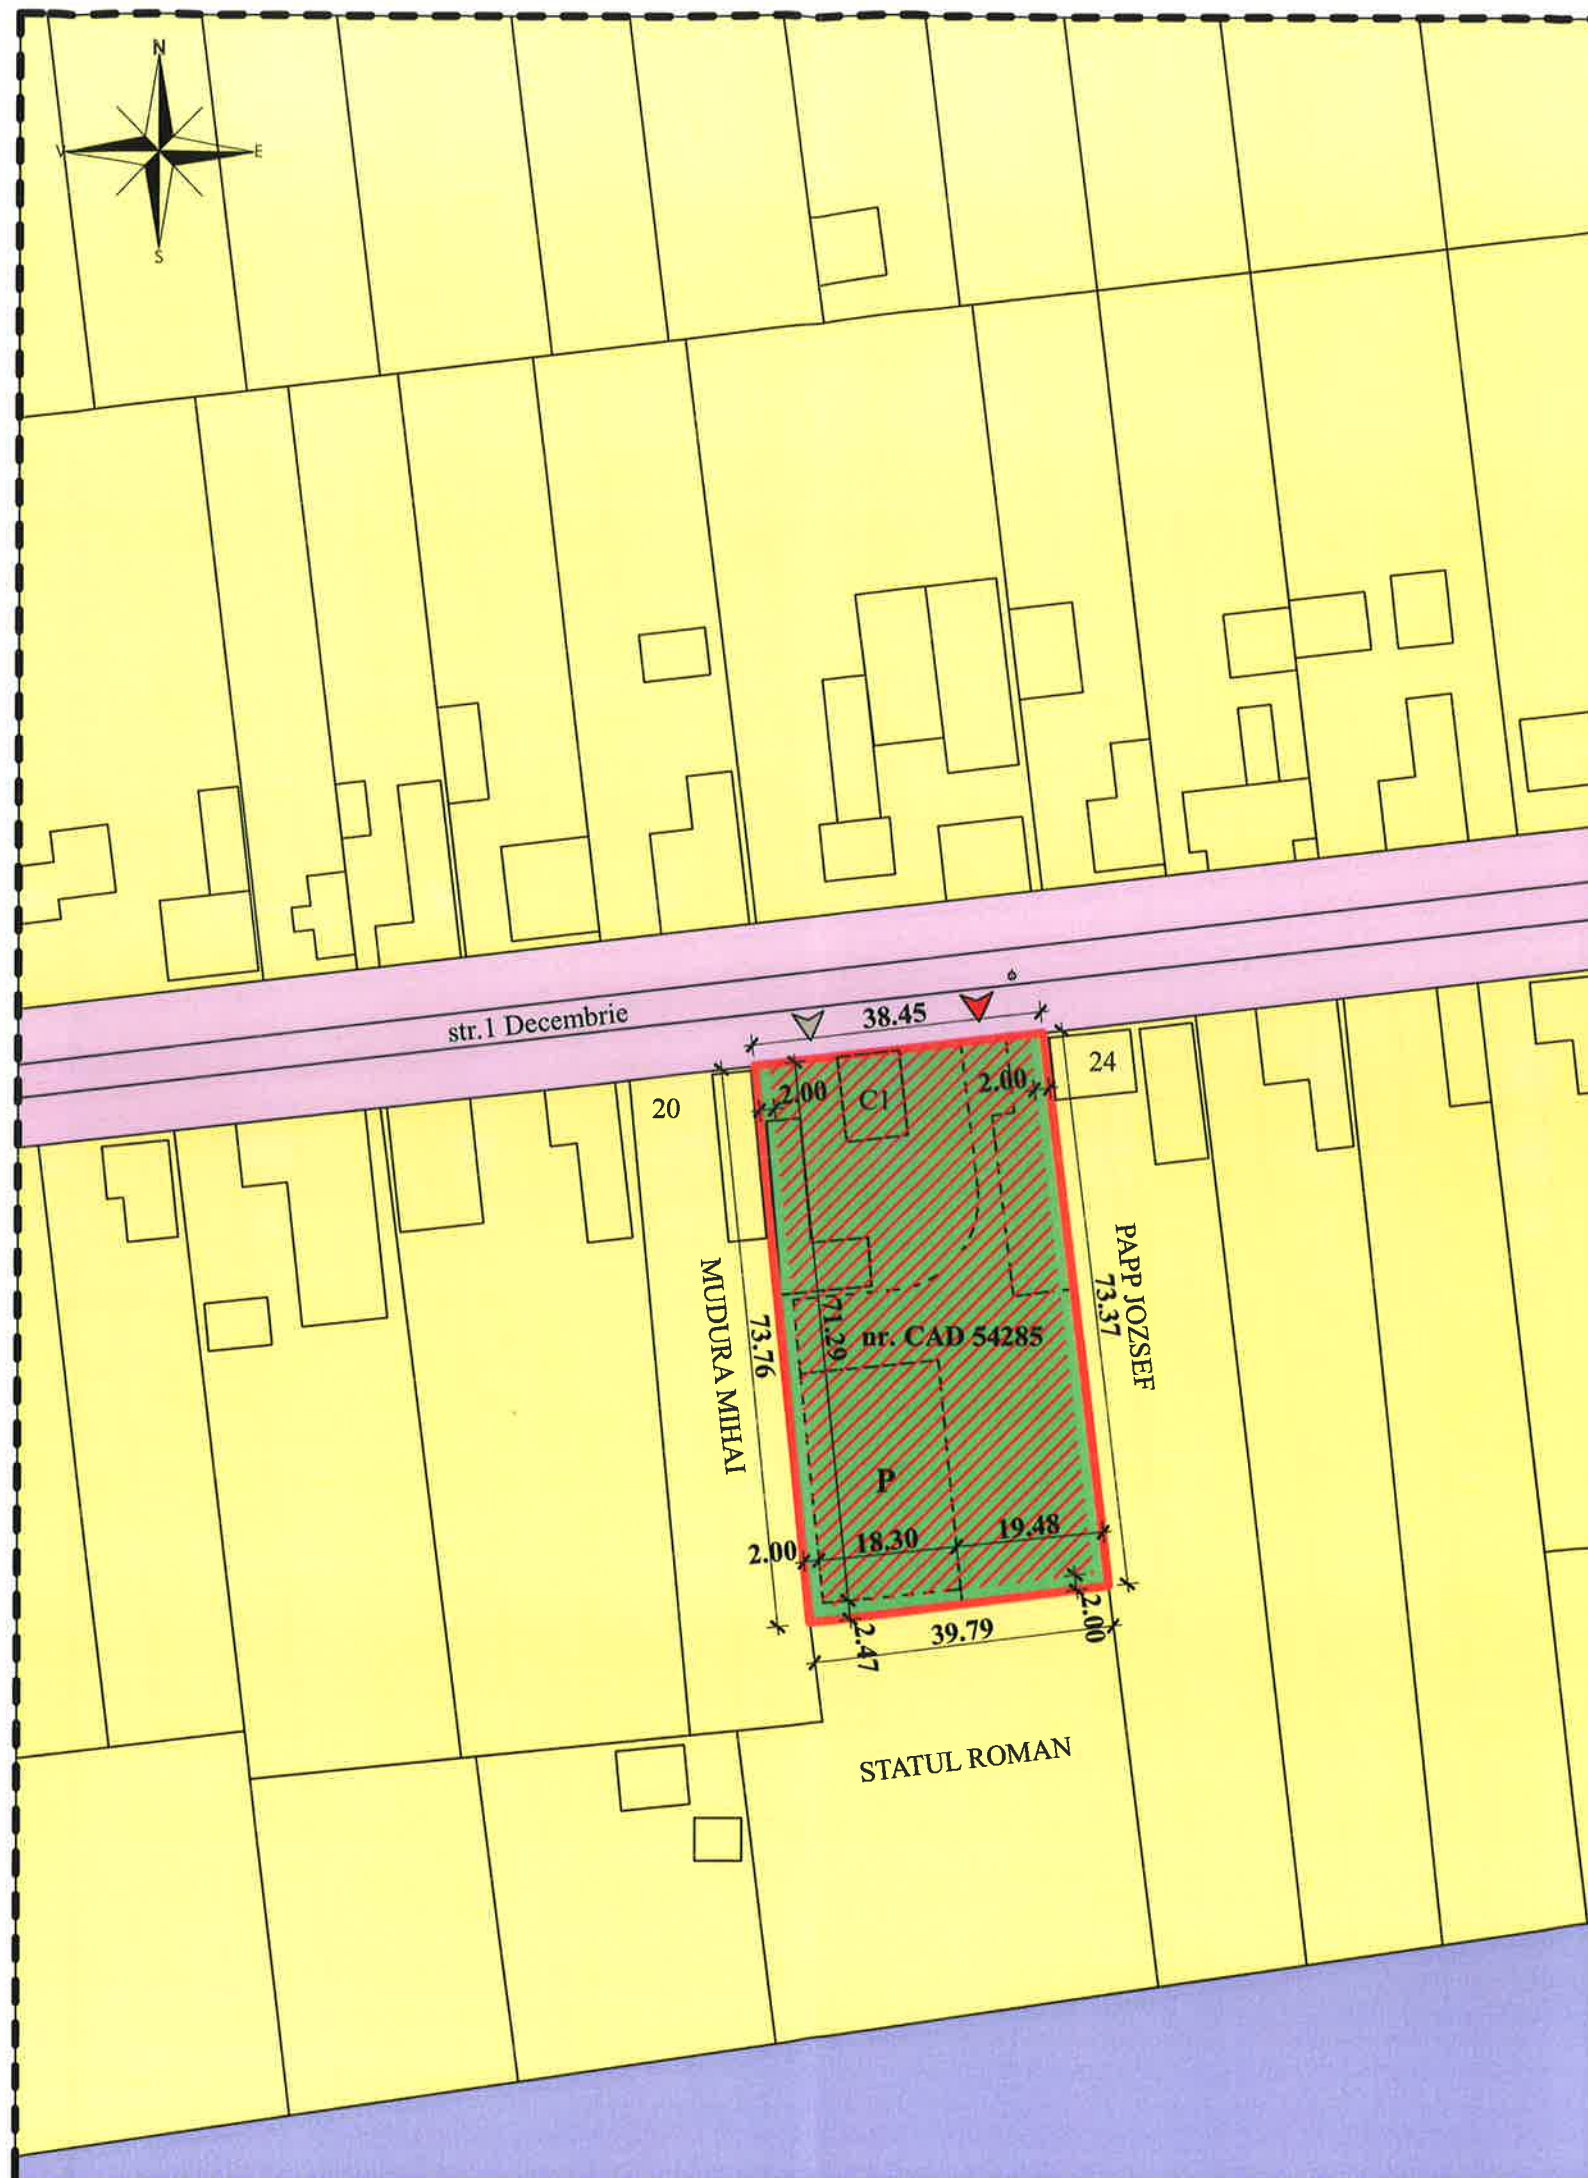 N
V
E
S
str.1 Decembrie
38.45
24
20
2.00
C1
2.00
MUDURA MIHAI
73.76
71.29
nr. CAD 54285
73.37
PAPP JOZSEF
P
2.00
18.30
19.48
2.47
39.79
2.00
STATUL ROMAN